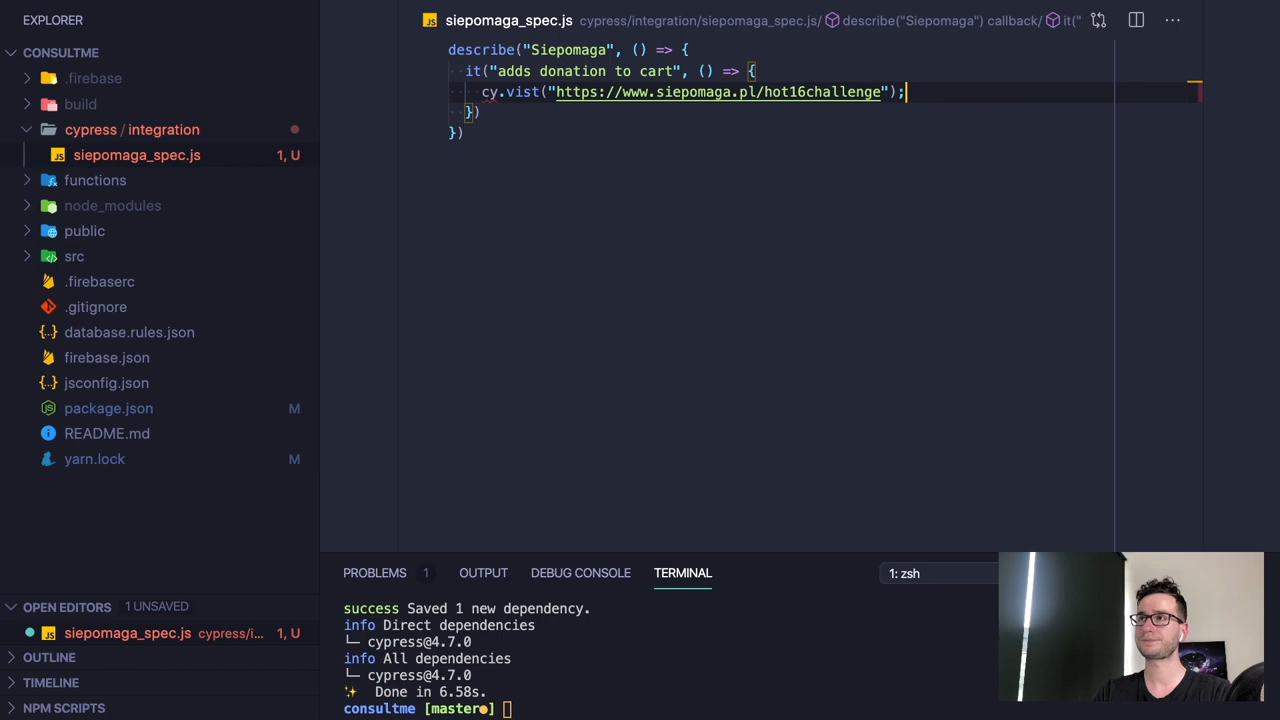 EXPLORER
CONSULTME
.firebase
build
cypress / integration
siepomaga_spec.js 1, U
functions
node_modules
public
src
.firebaserc
.gitignore
database.rules.json
firebase.json
jsconfig.json
package.json M
README.md
yarn.lock M
OPEN EDITORS 1 UNSAVED
siepomaga_spec.js cypress/i... 1, U
OUTLINE
TIMELINE
NPM SCRIPTS
siepomaga_spec.js cypress/integration/siepomaga_spec.js/ describe("Siepomaga") callback/ it("
describe("Siepomaga", () => {
it("adds donation to cart", () => {
cy.vist("https://www.siepomaga.pl/hot16challenge");
})
})
PROBLEMS 1 OUTPUT DEBUG CONSOLE TERMINAL 1: zsh
success Saved 1 new dependency.
info Direct dependencies
└─ cypress@4.7.0
info All dependencies
└─ cypress@4.7.0
✨ Done in 6.58s.
consultme [master●]